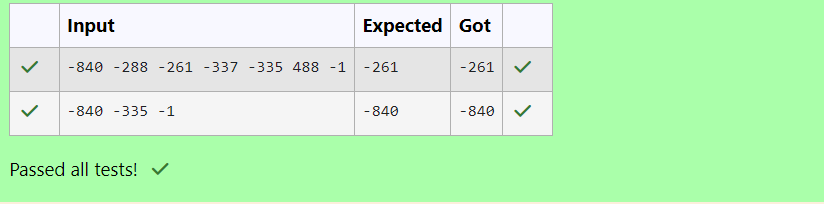 Input Expected Got
-840 -288 -261 -337 -335 488 -1 -261 -261
-840 -335 -1 -840 -840
Passed all tests!